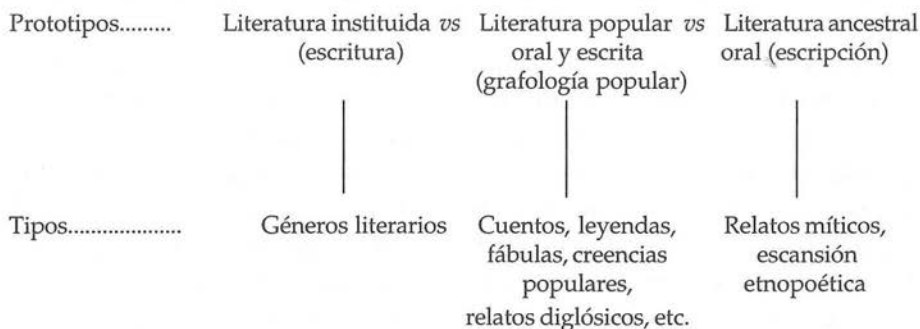 Prototipos......... Literatura instituida vs Literatura popular vs Literatura ancestral
(escritura) oral y escrita oral (escripción)
(grafología popular)
Tipos..................... Géneros literarios Cuentos, leyendas, Relatos míticos,
fábulas, creencias escansión
populares, etnopoética
relatos diglósicos, etc.